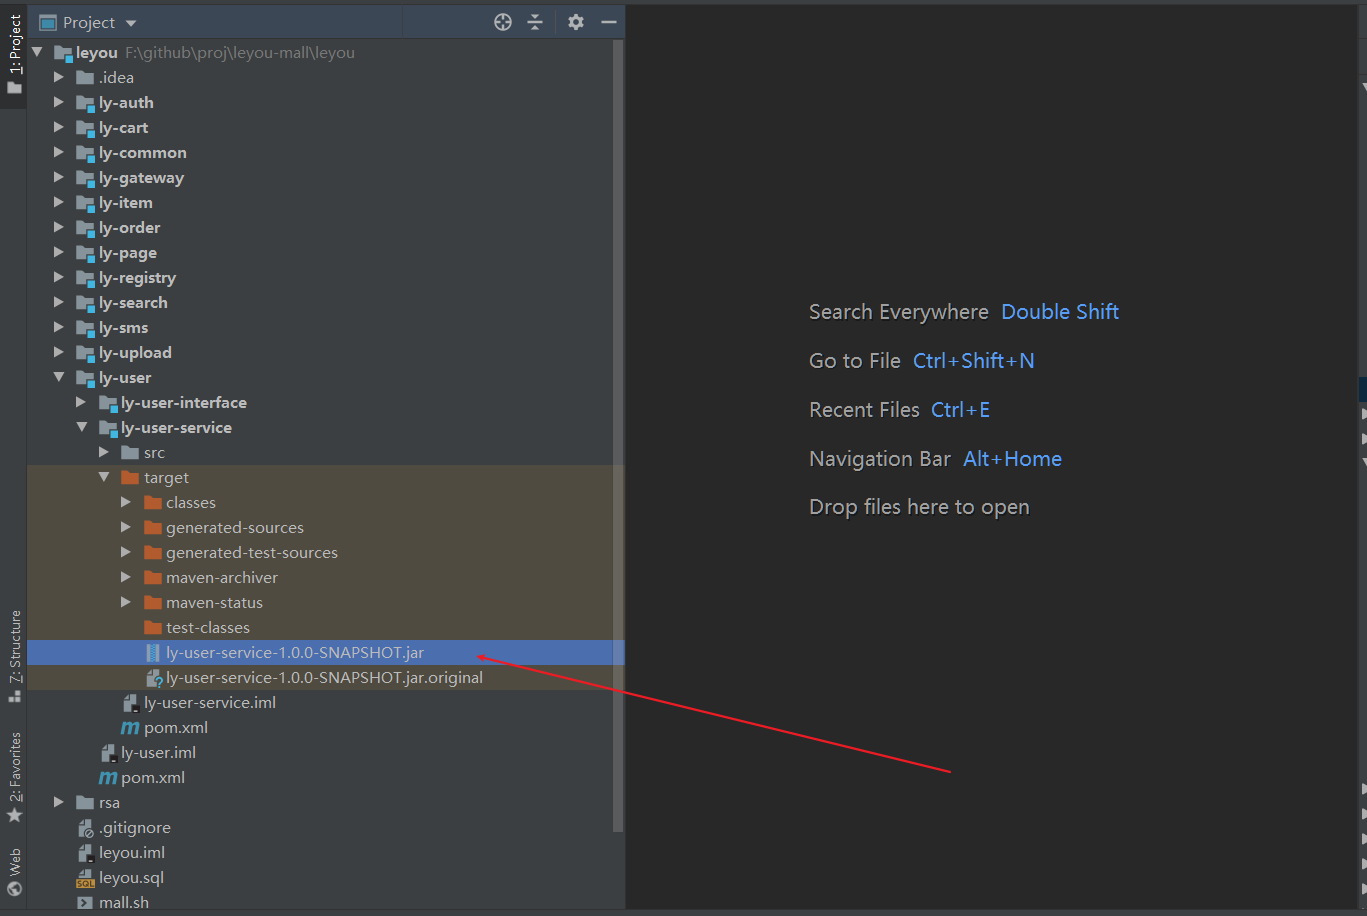 Project
1: Project
leyou F:\github\proj\leyou-mall\leyou
.idea
ly-auth
ly-cart
ly-common
ly-gateway
ly-item
ly-order
ly-page
ly-registry
ly-search
ly-sms
ly-upload
ly-user
ly-user-interface
ly-user-service
src
target
classes
generated-sources
generated-test-sources
maven-archiver
maven-status
test-classes
ly-user-service-1.0.0-SNAPSHOT.jar
ly-user-service-1.0.0-SNAPSHOT.jar.original
ly-user-service.iml
m pom.xml
ly-user.iml
m pom.xml
rsa
.gitignore
leyou.iml
SQL leyou.sql
mall.sh
7: Structure
2: Favorites
Web
Search Everywhere Double Shift
Go to File Ctrl+Shift+N
Recent Files Ctrl+E
Navigation Bar Alt+Home
Drop files here to open